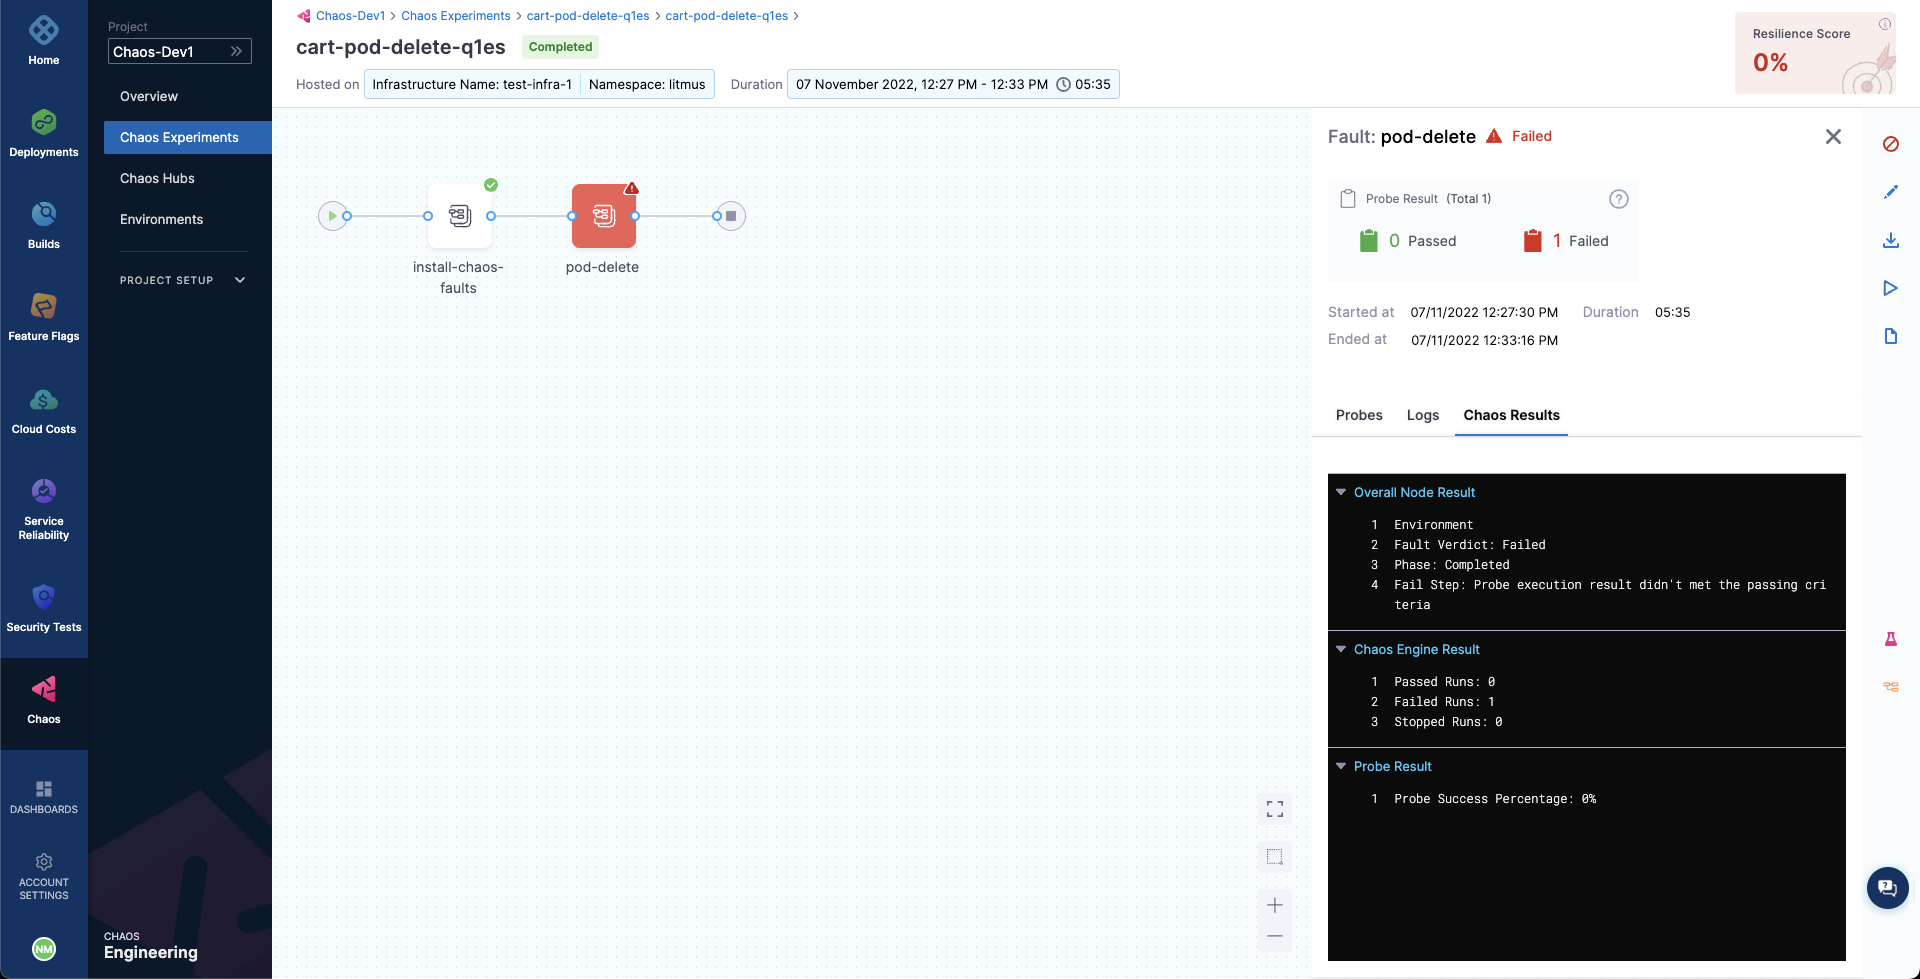 Home
Deployments
Builds
Feature Flags
Cloud Costs
Service
Reliability
Security Tests
Chaos
DASHBOARDS
ACCOUNT
SETTINGS
NM
Project
Chaos-Dev1
Overview
Chaos Experiments
Chaos Hubs
Environments
PROJECT SETUP
CHAOS
Engineering
Chaos-Dev1 > Chaos Experiments > cart-pod-delete-q1es > cart-pod-delete-q1es >
cart-pod-delete-q1es Completed
Hosted on Infrastructure Name: test-infra-1 Namespace: litmus Duration 07 November 2022, 12:27 PM - 12:33 PM 05:35
Resilience Score
0%
install-chaos-
faults
pod-delete
Fault: pod-delete Failed
Probe Result (Total 1)
0 Passed 1 Failed
Started at 07/11/2022 12:27:30 PM Duration 05:35
Ended at 07/11/2022 12:33:16 PM
Probes Logs Chaos Results
Overall Node Result
1 Environment
2 Fault Verdict: Failed
3 Phase: Completed
4 Fail Step: Probe execution result didn't met the passing cri
teria
Chaos Engine Result
1 Passed Runs: 0
2 Failed Runs: 1
3 Stopped Runs: 0
Probe Result
1 Probe Success Percentage: 0%